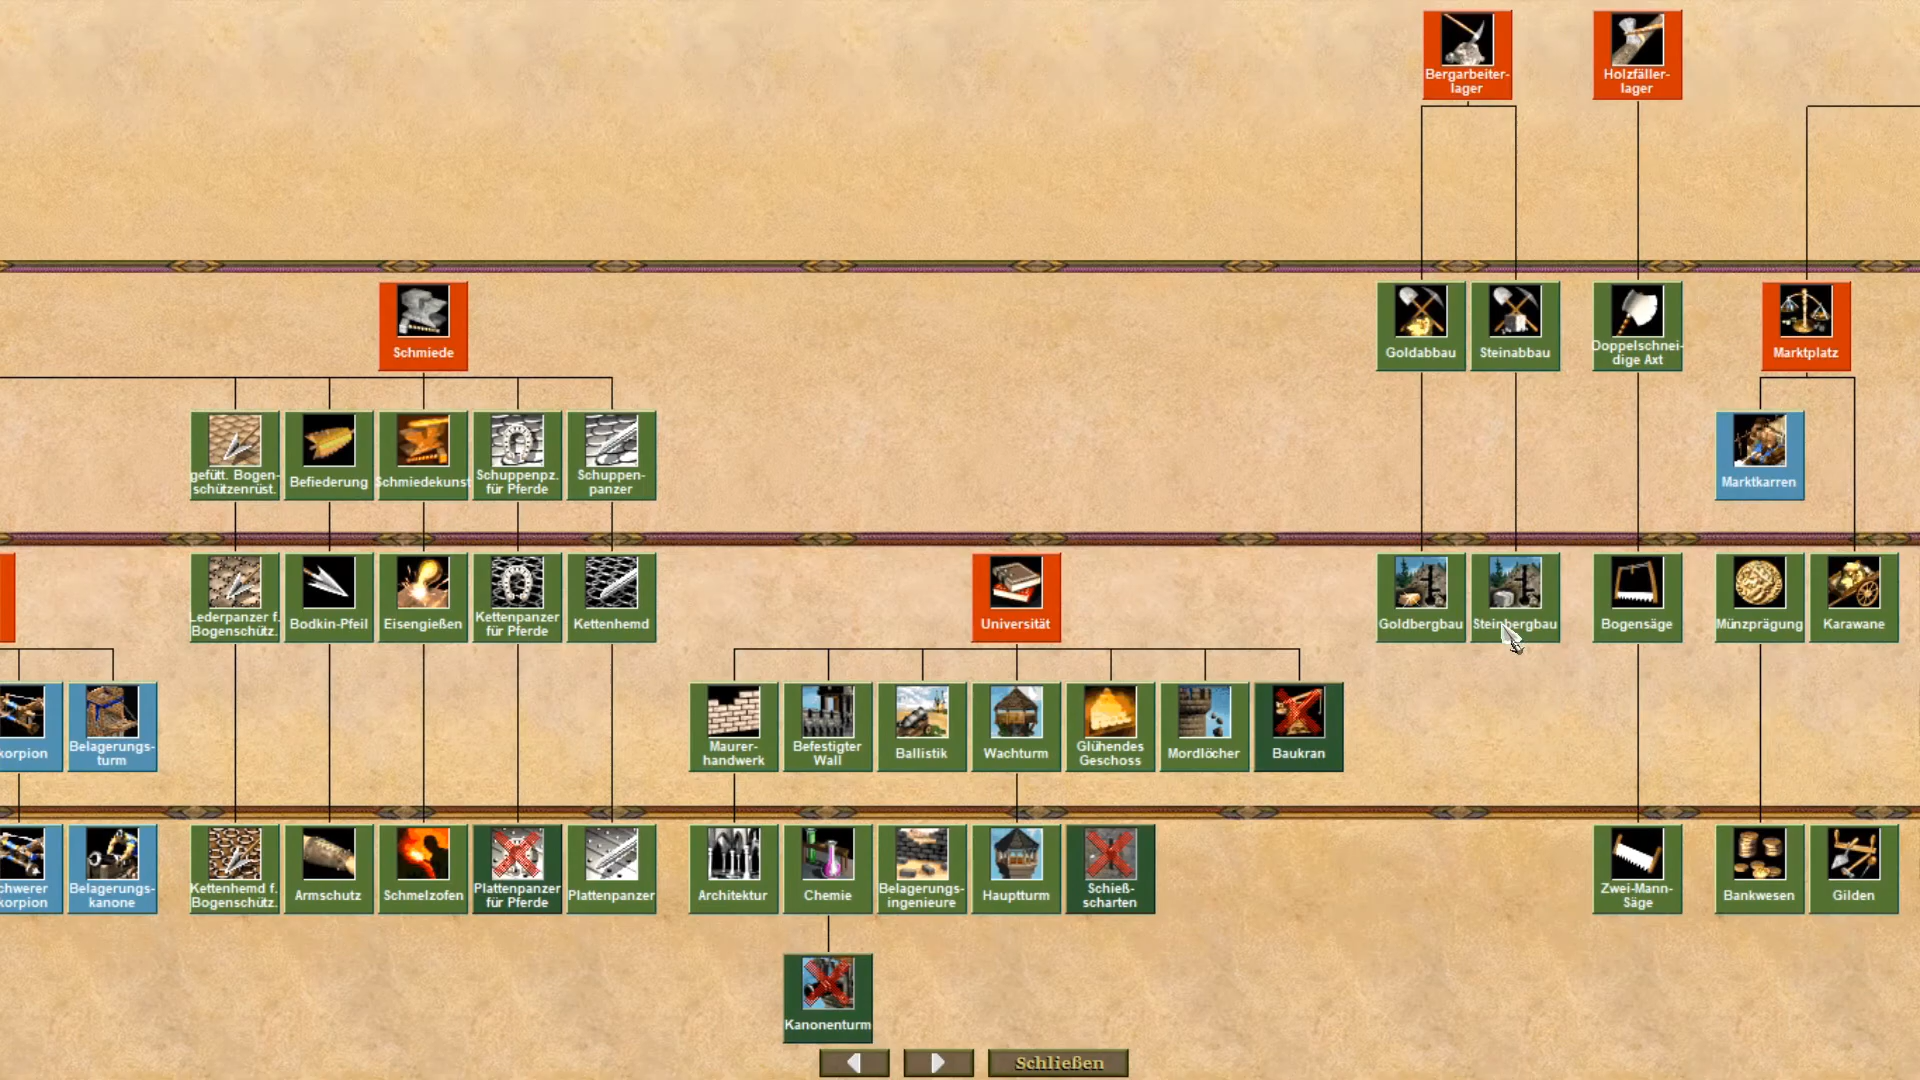 Bergarbeiter-
lager
Holzfäller-
lager
Schmiede
Goldabbau
Steinabbau
Doppelschnei-
dige Axt
Marktplatz
gefütt. Bogen-
schützenrüst.
Befiederung
Schmiedekunst
Schuppenpz.
für Pferde
Schuppen-
panzer
Marktkarren
Lederpanzer f.
Bogenschütz.
Bodkin-Pfeil
Eisengießen
Kettenpanzer
für Pferde
Kettenhemd
Universität
Goldbergbau
Steinbergbau
Bogensäge
Münzprägung
Karawane
korpion
Belagerungs-
turm
Maurer-
handwerk
Befestigter
Wall
Ballistik
Wachturm
Glühendes
Geschoss
Mordlöcher
Baukran
chwerer
korpion
Belagerungs-
kanone
Kettenhemd f.
Bogenschütz.
Armschutz
Schmelzofen
Plattenpanzer
für Pferde
Plattenpanzer
Architektur
Chemie
Belagerungs-
ingenieure
Hauptturm
Schieß-
scharten
Zwei-Mann-
Säge
Bankwesen
Gilden
Kanonenturm
Schließen